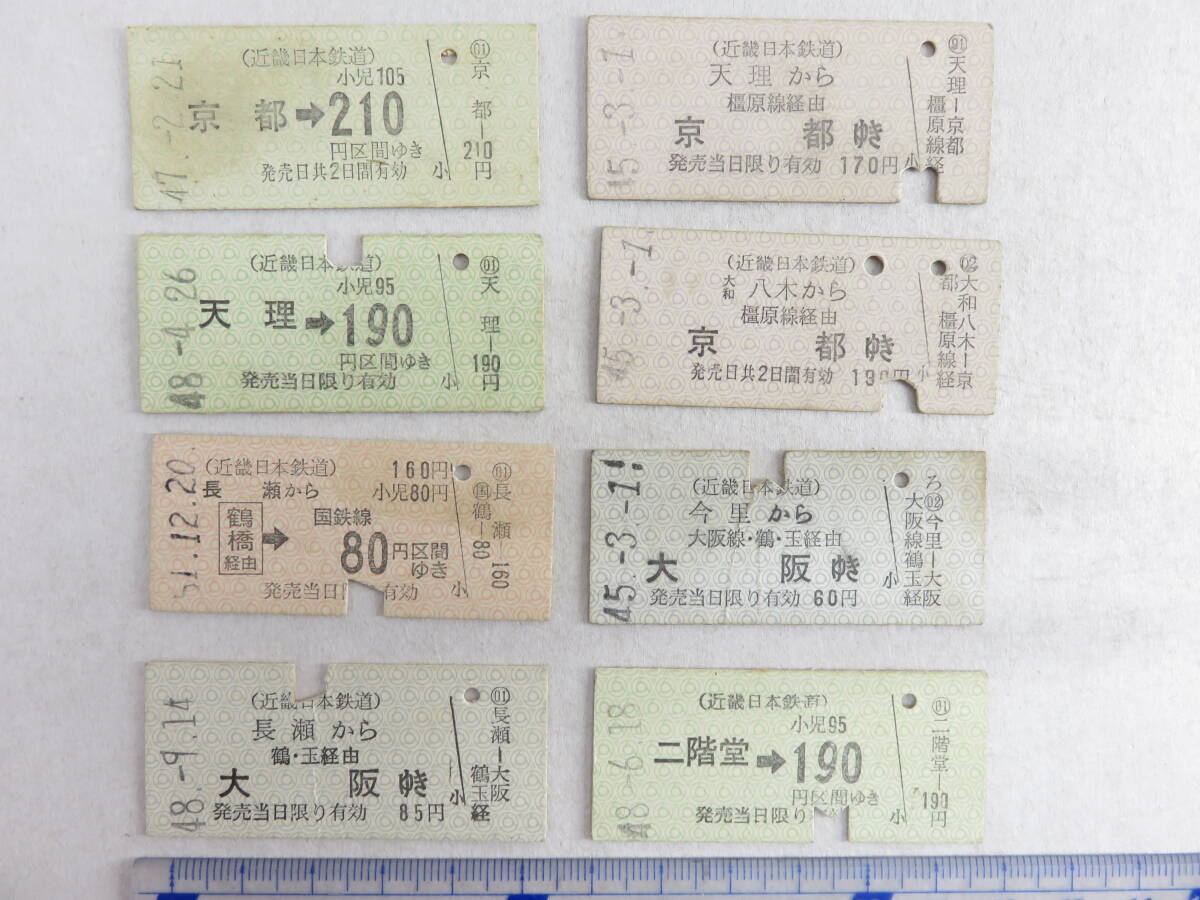 47.-2.21
(近畿日本鉄道)
小児105
京都➡210
円区間ゆき
発売日共2日間有効
小
01
京都—210円
45.-3.-1
(近畿日本鉄道)
天理から
橿原線経由
京都ゆき
発売当日限り有効 170円
小
01
天理—京都
橿原線経
48.-4.26
(近畿日本鉄道)
小児95
天理➡190
円区間ゆき
発売当日限り有効
小
01
天理—190円
45.-3.-1
(近畿日本鉄道)
大和八木から
橿原線経由
京都ゆき
発売日共2日間有効 190円
小
02
大和八木—京都
橿原線経
51.12.20
(近畿日本鉄道)
160円
長瀬から
小児80円
鶴橋経由
➡
国鉄線
80円区間ゆき
発売当日 有効
小
01
長瀬—160
国鶴—80
45.-3.-1
(近畿日本鉄道)
今里から
大阪線・鶴・玉経由
大阪ゆき
発売当日限り有効 60円
小
ろ
02
今里—大阪
大阪線鶴玉経
48.-9.14
(近畿日本鉄道)
長瀬から
鶴・玉経由
大阪ゆき
発売当日限り有効 85円
小
01
長瀬—大阪
鶴玉経
48.-6.18
(近畿日本鉄道)
小児95
二階堂➡190
円区間ゆき
発売当日限り
小
01
二階堂—190円